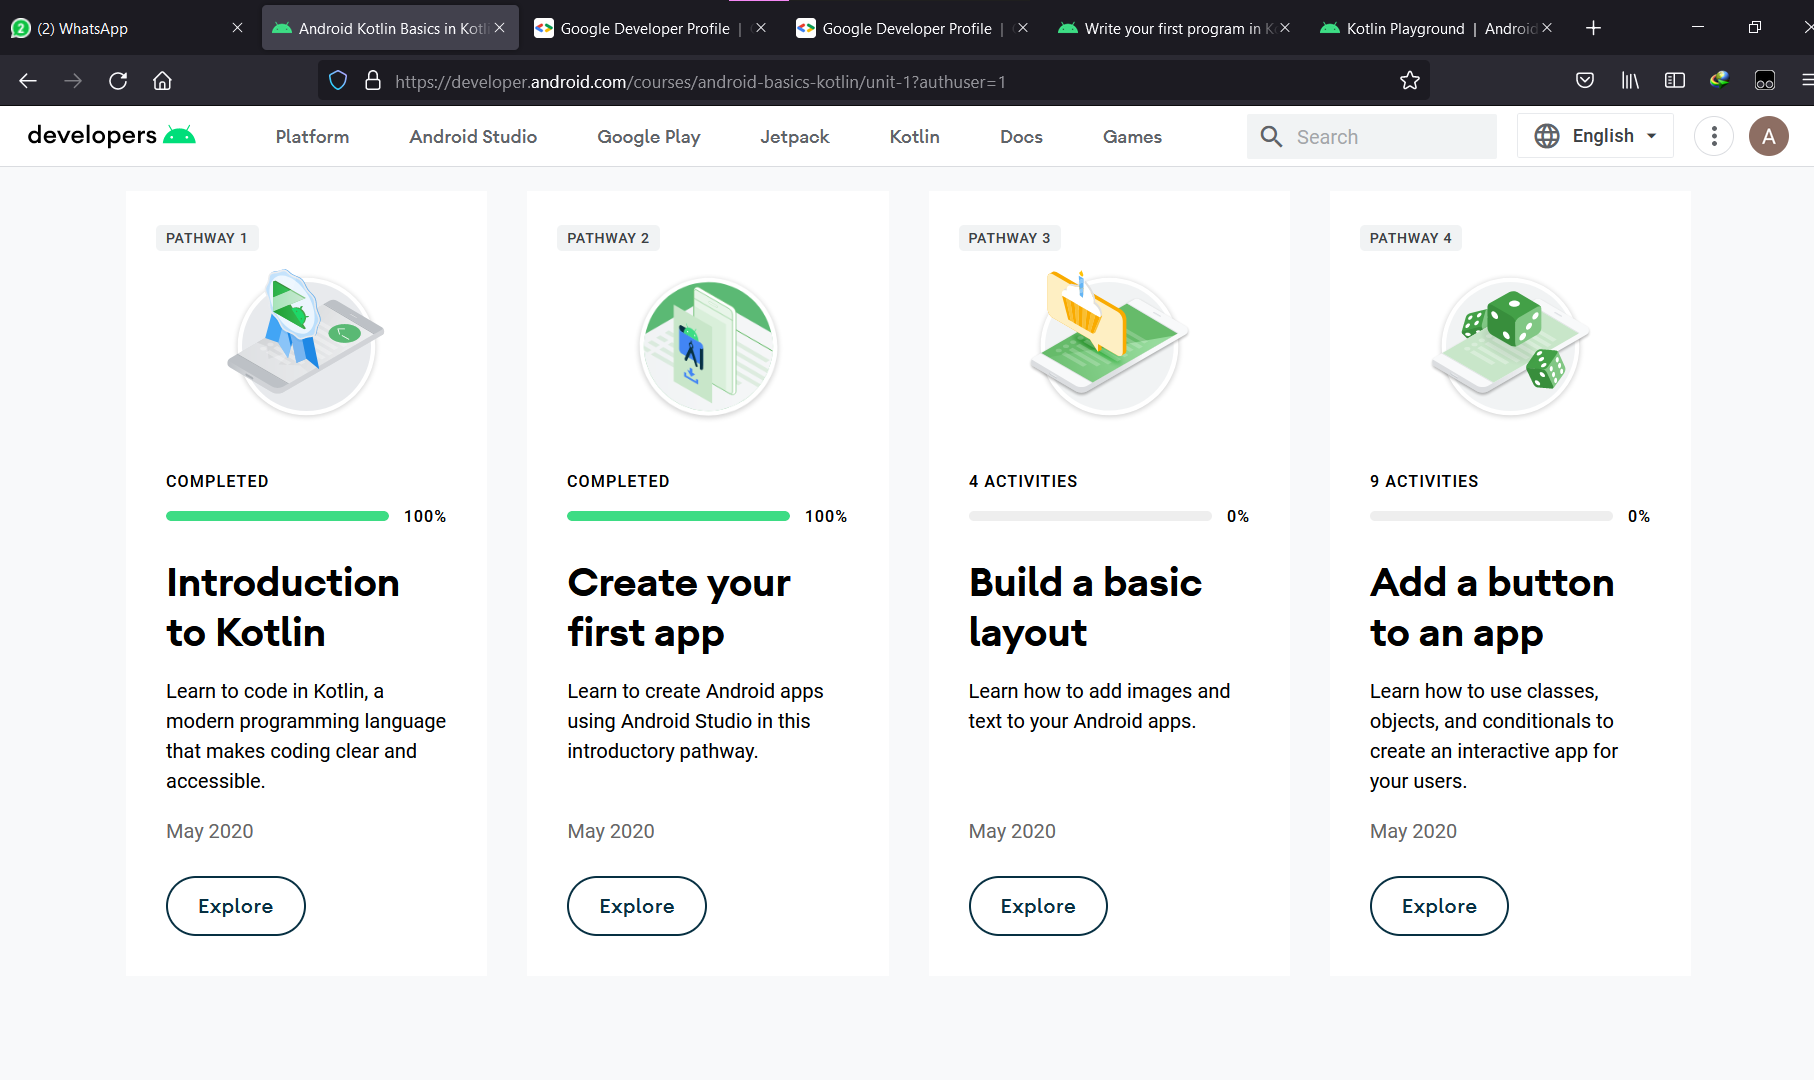 (2) WhatsApp
Android Kotlin Basics in Kotli
Google Developer Profile |
Google Developer Profile |
Write your first program in K
Kotlin Playground | Android
https://developer.android.com/courses/android-basics-kotlin/unit-1?authuser=1
developers
Platform
Android Studio
Google Play
Jetpack
Kotlin
Docs
Games
Search
English
A
PATHWAY 1
COMPLETED
100%
Introduction
to Kotlin
Learn to code in Kotlin, a
modern programming language
that makes coding clear and
accessible.
May 2020
Explore
PATHWAY 2
COMPLETED
100%
Create your
first app
Learn to create Android apps
using Android Studio in this
introductory pathway.
May 2020
Explore
PATHWAY 3
4 ACTIVITIES
0%
Build a basic
layout
Learn how to add images and
text to your Android apps.
May 2020
Explore
PATHWAY 4
9 ACTIVITIES
0%
Add a button
to an app
Learn how to use classes,
objects, and conditionals to
create an interactive app for
your users.
May 2020
Explore